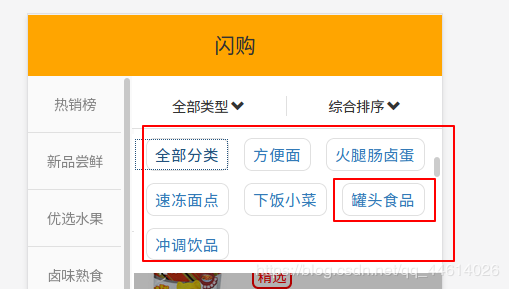 闪购
热销榜
新品尝鲜
优选水果
卤味熟食
全部类型 综合排序
全部分类 方便面 火腿肠卤蛋
速冻面点 下饭小菜 罐头食品
冲调饮品
精选
https://blog.csdn.net/qq_44614026